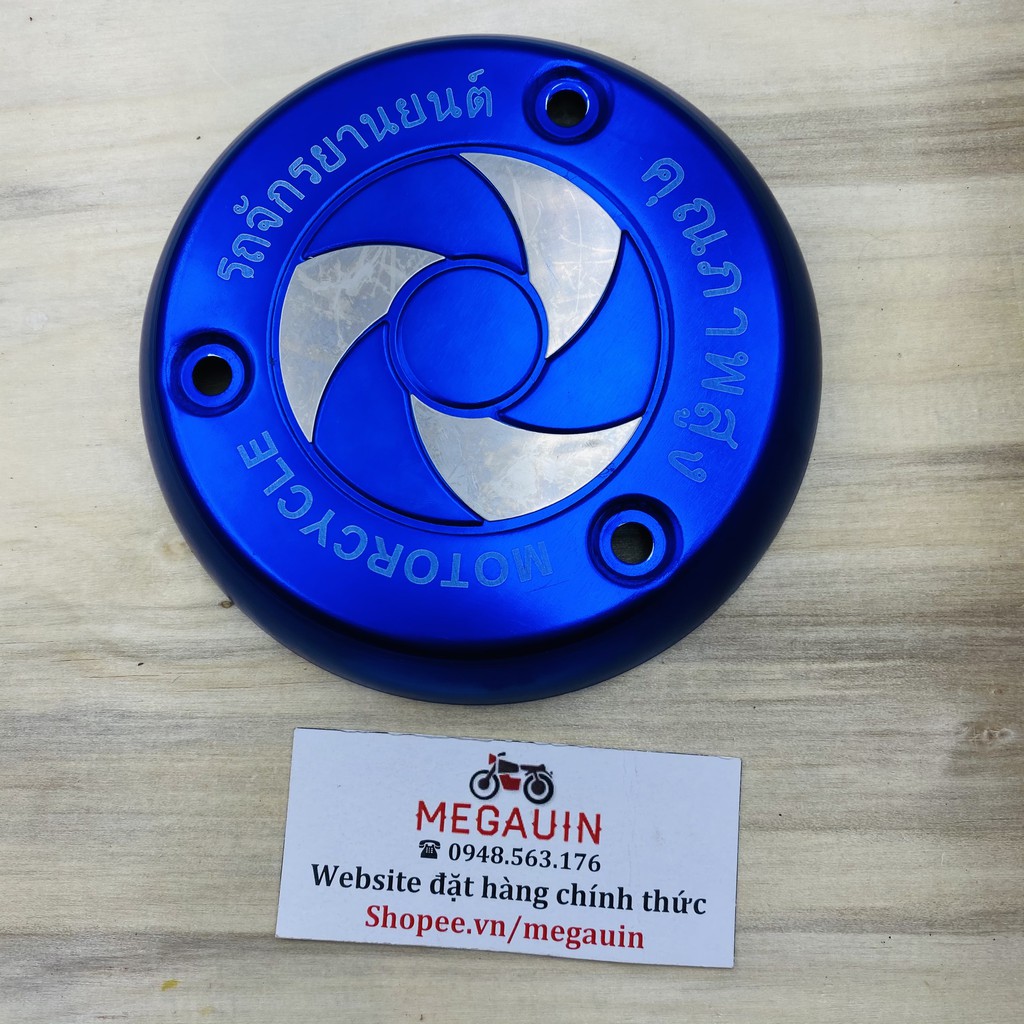 รถจักรยานยนต์
คุณภาพสูง
MOTORCYCLE
MEGAUIN
☎ 0948.563.176
Website đặt hàng chính thức
Shopee.vn/megauin